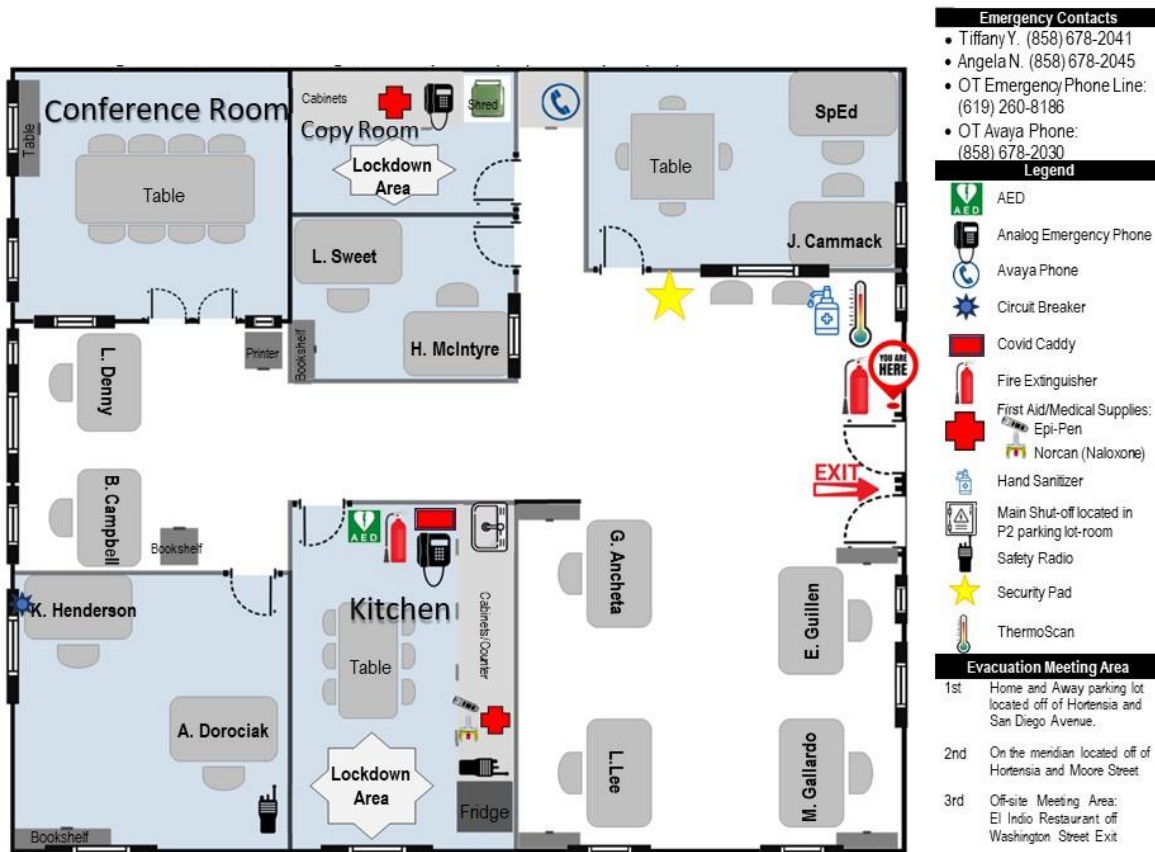 Emergency Contacts
• Tiffany Y. (858) 678-2041
• Angela N. (858) 678-2045
• OT Emergency Phone Line:
(619) 260-8186
• OT Avaya Phone:
(858) 678-2030
Legend
AED
AED
Analog Emergency Phone
Avaya Phone
Circuit Breaker
Covid Caddy
Fire Extinguisher
First Aid/Medical Supplies:
Epi-Pen
Norcan (Naloxone)
Hand Sanitizer
Main Shut-off located in
P2 parking lot-room
Safety Radio
Security Pad
ThermoScan
Evacuation Meeting Area
1st Home and Away parking lot
located off of Hortensia and
San Diego Avenue.
2nd On the meridian located off of
Hortensia and Moore Street
3rd Off-site Meeting Area:
El Indio Restaurant off
Washington Street Exit
Conference Room
Table
Table
Cabinets
Shred
Copy Room
Lockdown
Area
Table
SpEd
J. Cammack
L. Sweet
H. McIntyre
Bookshelf
Printer
L. Denny
B. Campbell
Bookshelf
YOU ARE
HERE
EXIT
K. Henderson
A. Dorociak
Bookshelf
AED
Kitchen
Table
Cabinets/Counter
Lockdown
Area
Fridge
G. Ancheta
E. Guillen
L.Lee
M. Gallardo